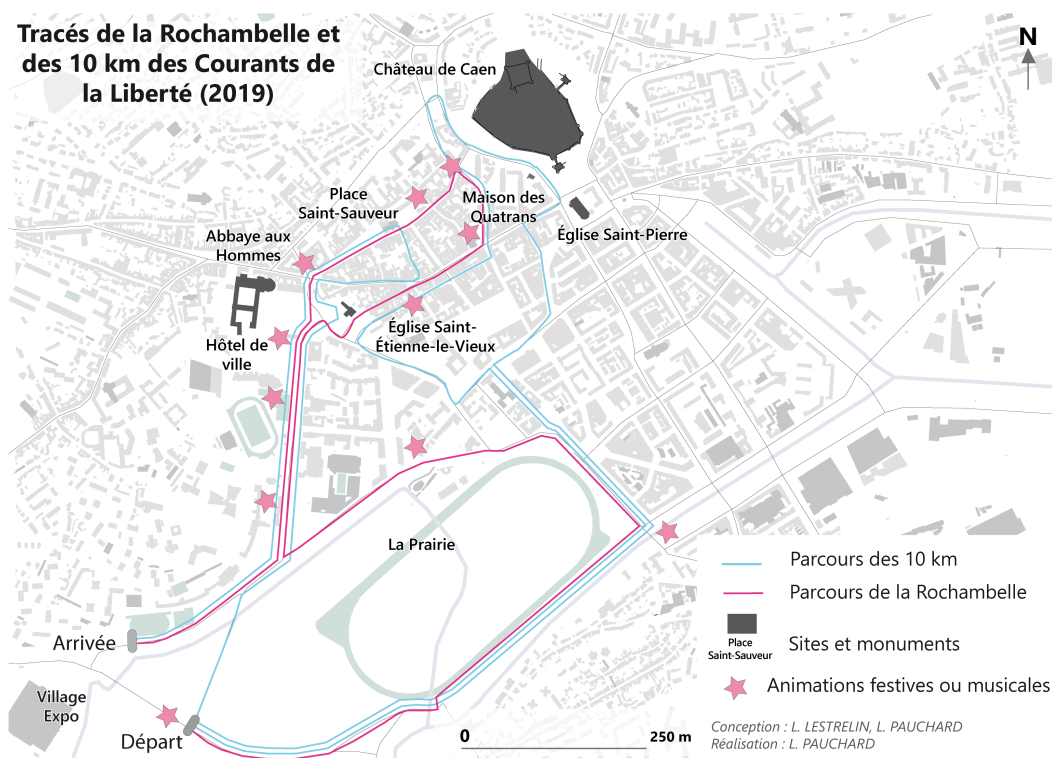 Tracés de la Rochambelle et
des 10 km des Courants de
la Liberté (2019)
N
Château de Caen
Place
Saint-Sauveur
Maison des
Quatrans
Abbaye aux
Hommes
Église Saint-Pierre
Hôtel de
ville
Église Saint-
Étienne-le-Vieux
La Prairie
Arrivée
Village
Expo
Départ
0
250 m
Parcours des 10 km
Parcours de la Rochambelle
Place
Saint-Sauveur
Sites et monuments
Animations festives ou musicales
Conception : L. LESTRELIN, L. PAUCHARD
Réalisation : L. PAUCHARD